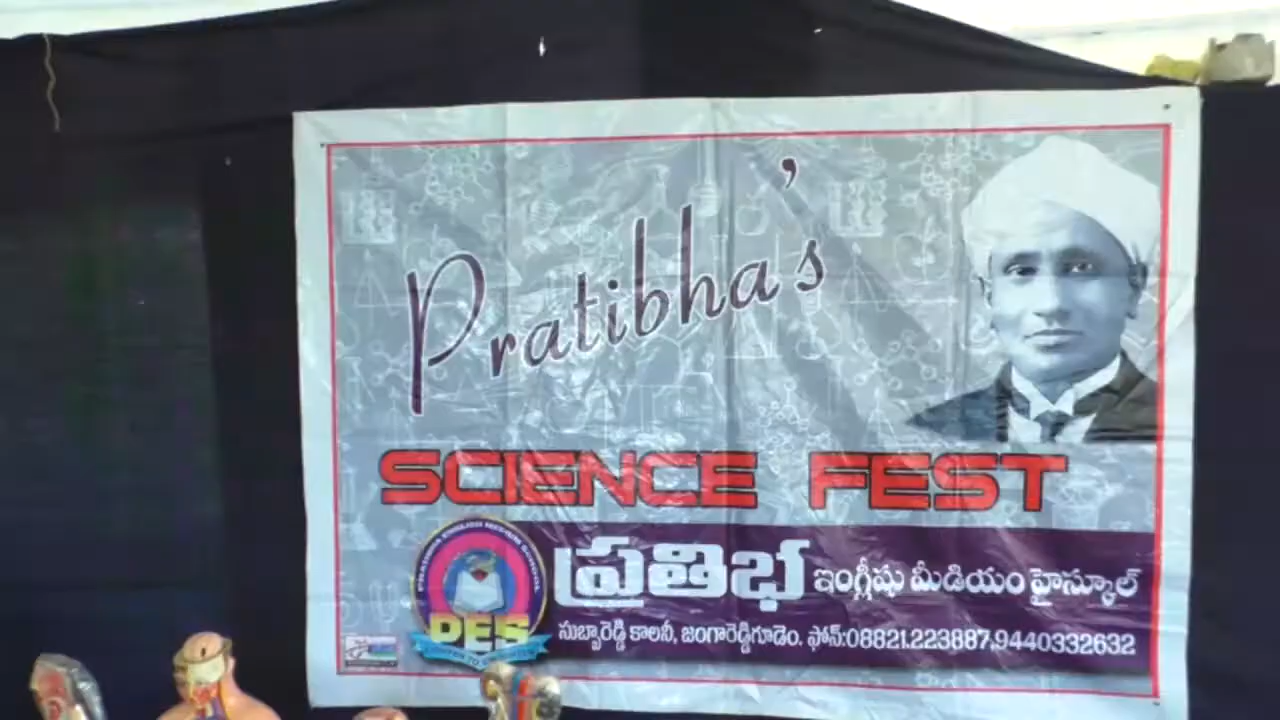 Pratibha's
SCIENCE FEST
PES
ప్రతిభ ఇంగ్లీషు మీడియం హైస్కూల్
సుబ్బారెడ్డి కాలనీ, జంగారెడ్డిగూడెం. ఫోన్:08821.223887,9440332632